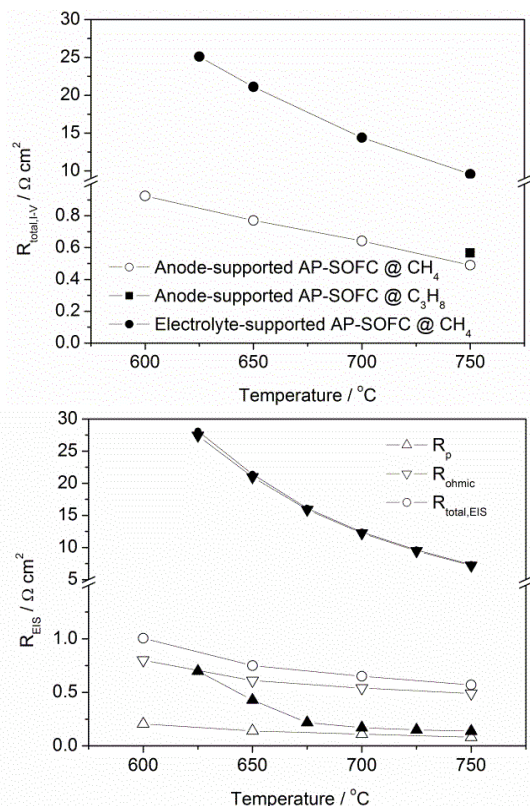 30
25
20
15
10
0.8
0.6
0.4
0.2
0.0
R_total,I-V / Ω cm²
Anode-supported AP-SOFC @ CH₄
Anode-supported AP-SOFC @ C₃H₈
Electrolyte-supported AP-SOFC @ CH₄
600 650 700 750
Temperature / °C
30
25
20
15
10
5
1.0
0.5
0.0
R_EIS / Ω cm²
R_p
R_ohmic
R_total,EIS
600 650 700 750
Temperature / °C